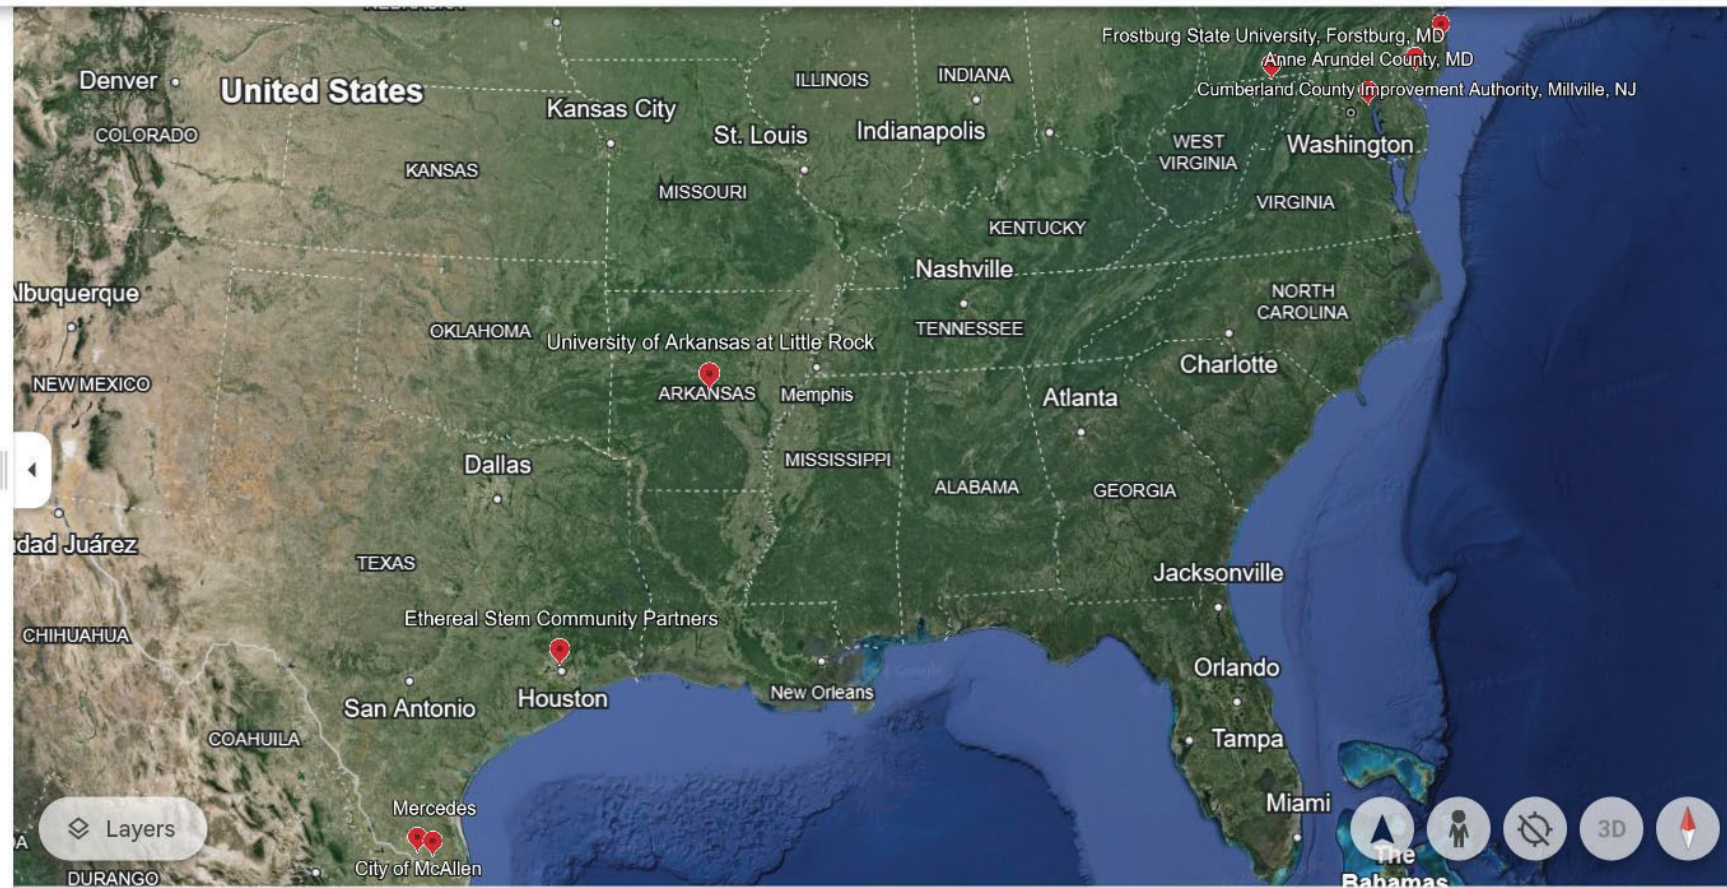 Frostburg State University, Forstburg, MD
Anne Arundel County, MD
Cumberland County Improvement Authority, Millville, NJ
Denver
United States
COLORADO
Kansas City
KANSAS
ILLINOIS
INDIANA
St. Louis
Indianapolis
MISSOURI
WEST
VIRGINIA
Washington
VIRGINIA
KENTUCKY
Nashville
TENNESSEE
NORTH
CAROLINA
Charlotte
lbuquerque
NEW MEXICO
OKLAHOMA
University of Arkansas at Little Rock
ARKANSAS
Memphis
Atlanta
Dallas
MISSISSIPPI
ALABAMA
GEORGIA
dad Juárez
TEXAS
Jacksonville
CHIHUAHUA
Ethereal Stem Community Partners
Houston
San Antonio
New Orleans
Google
Orlando
Tampa
COAHUILA
Miami
Mercedes
City of McAllen
Layers
3D
A
DURANGO
The
Bahamas